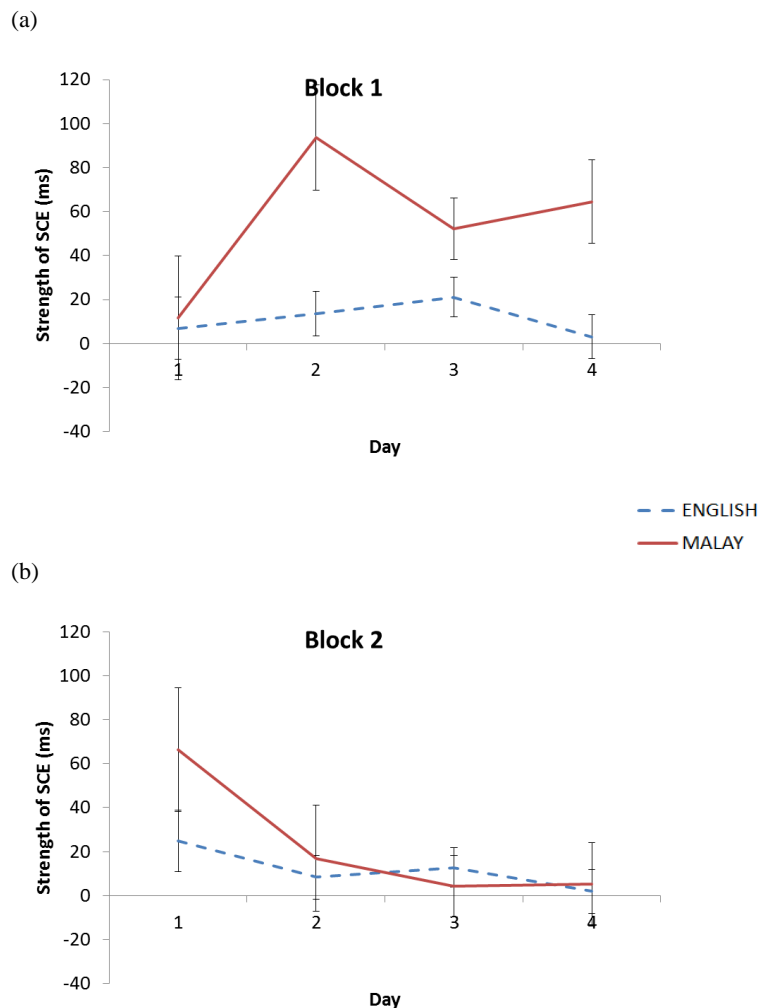 (a)
Block 1
Strength of SCE (ms)
120
100
80
60
40
20
0
-20
-40
1 2 3 4
Day
ENGLISH
MALAY
(b)
Block 2
Strength of SCE (ms)
120
100
80
60
40
20
0
-20
-40
1 2 3 4
Day